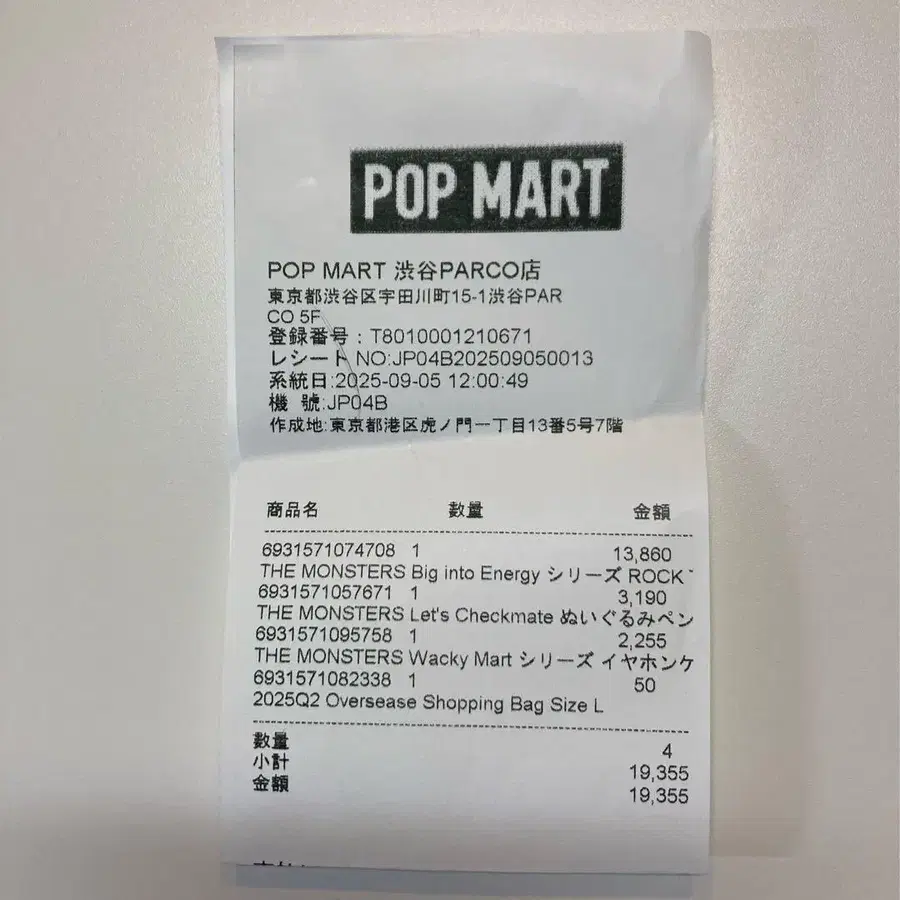 POP MART
POP MART 渋谷PARCO店
東京都渋谷区宇田川町15-1渋谷PAR
CO 5F
登録番号：T8010001210671
レシート NO:JP04B202509050013
系統日:2025-09-05 12:00:49
機 號:JP04B
作成地:東京都港区虎ノ門一丁目13番5号7階
商品名 数量 金額
6931571074708 1 13,860
THE MONSTERS Big into Energy シリーズ ROCK
6931571057671 1 3,190
THE MONSTERS Let's Checkmate ぬいぐるみペン
6931571095758 1 2,255
THE MONSTERS Wacky Mart シリーズ イヤホンケ
6931571082338 1 50
2025Q2 Oversease Shopping Bag Size L
数量 4
小計 19,355
金額 19,355